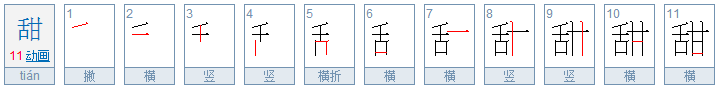 甜 1 2 3 4 5 6 7 8 9 10 11
11 动画
tián 撇 横 竖 竖 横折 横 横 竖 竖 横 横